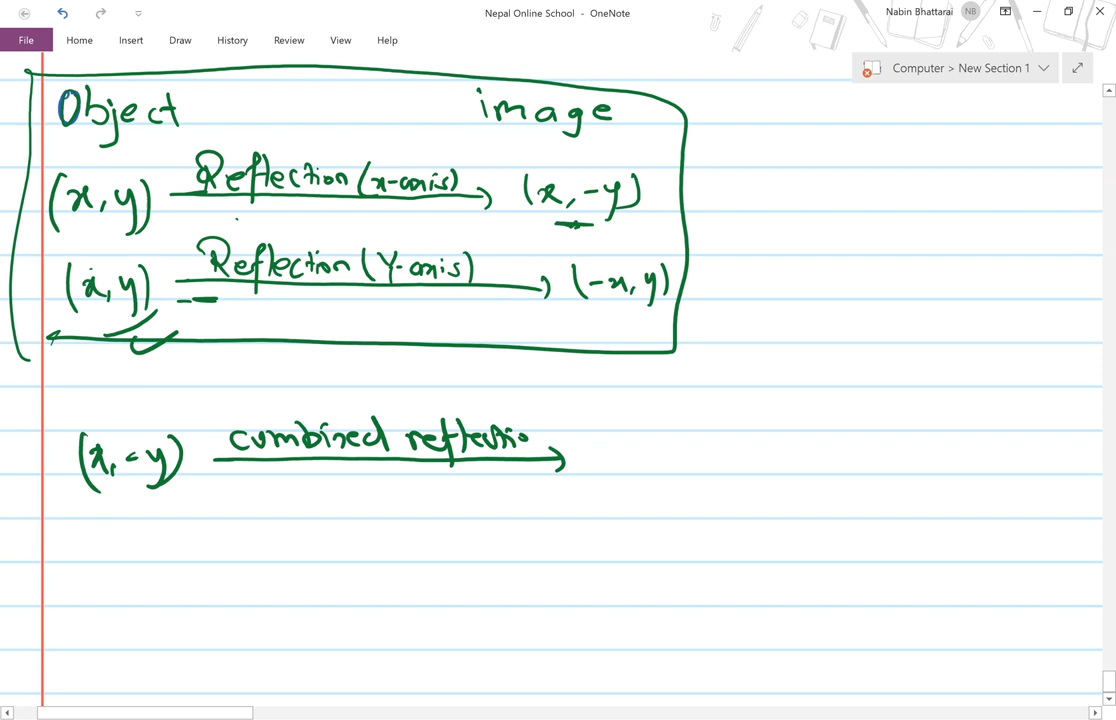 Nepal Online School - OneNote
Nabin Bhattarai NB
File Home Insert Draw History Review View Help
Computer > New Section 1
Object image
(x, y) Reflection (x-axis) (x, -y)
(x, y) Reflection (Y-axis) (-x, y)
(x, -y) combined reflectio